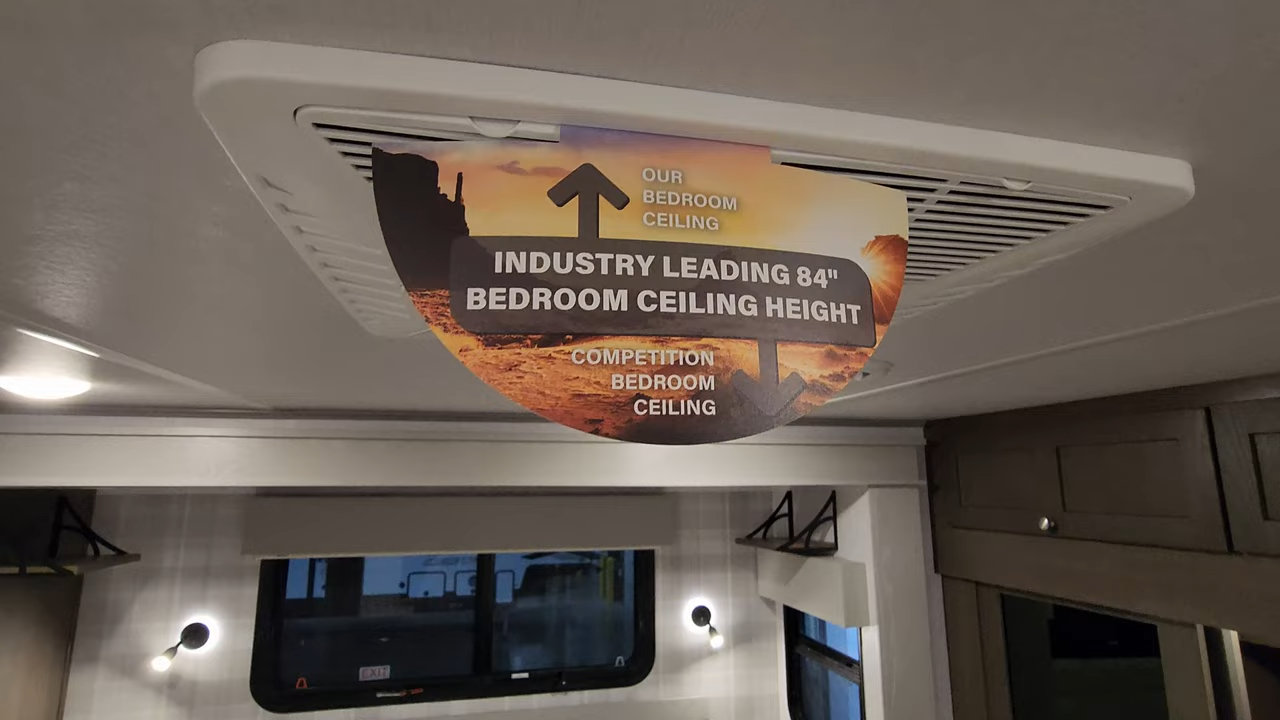 OUR
BEDROOM
CEILING
INDUSTRY LEADING 84"
BEDROOM CEILING HEIGHT
COMPETITION
BEDROOM
CEILING
EXIT